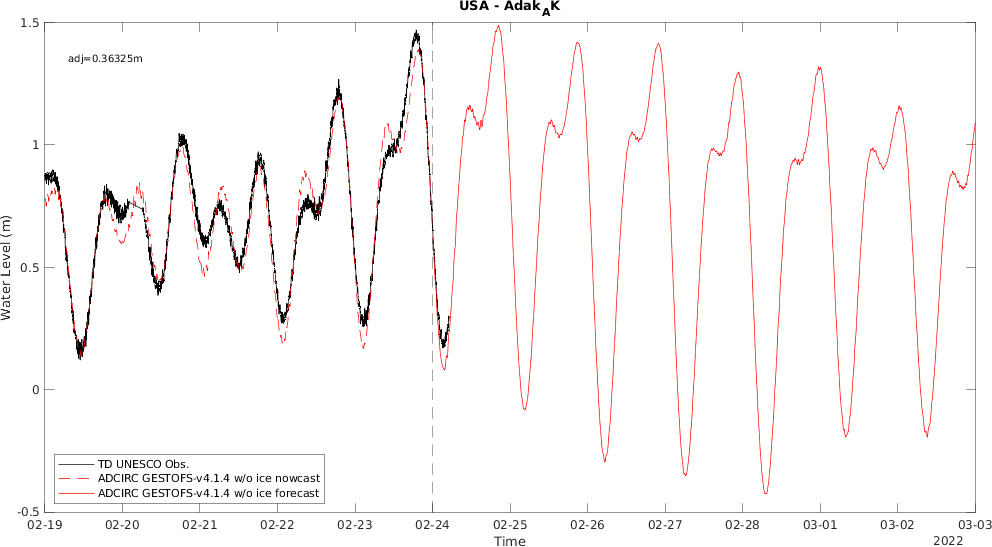 USA - Adak AK
adj=0.36325m
Water Level (m)
1.5
1
0.5
0
-0.5
TD UNESCO Obs.
ADCIRC GESTOFS-v4.1.4 w/o ice nowcast
ADCIRC GESTOFS-v4.1.4 w/o ice forecast
02-19 02-20 02-21 02-22 02-23 02-24 02-25 02-26 02-27 02-28 03-01 03-02 03-03
Time
2022